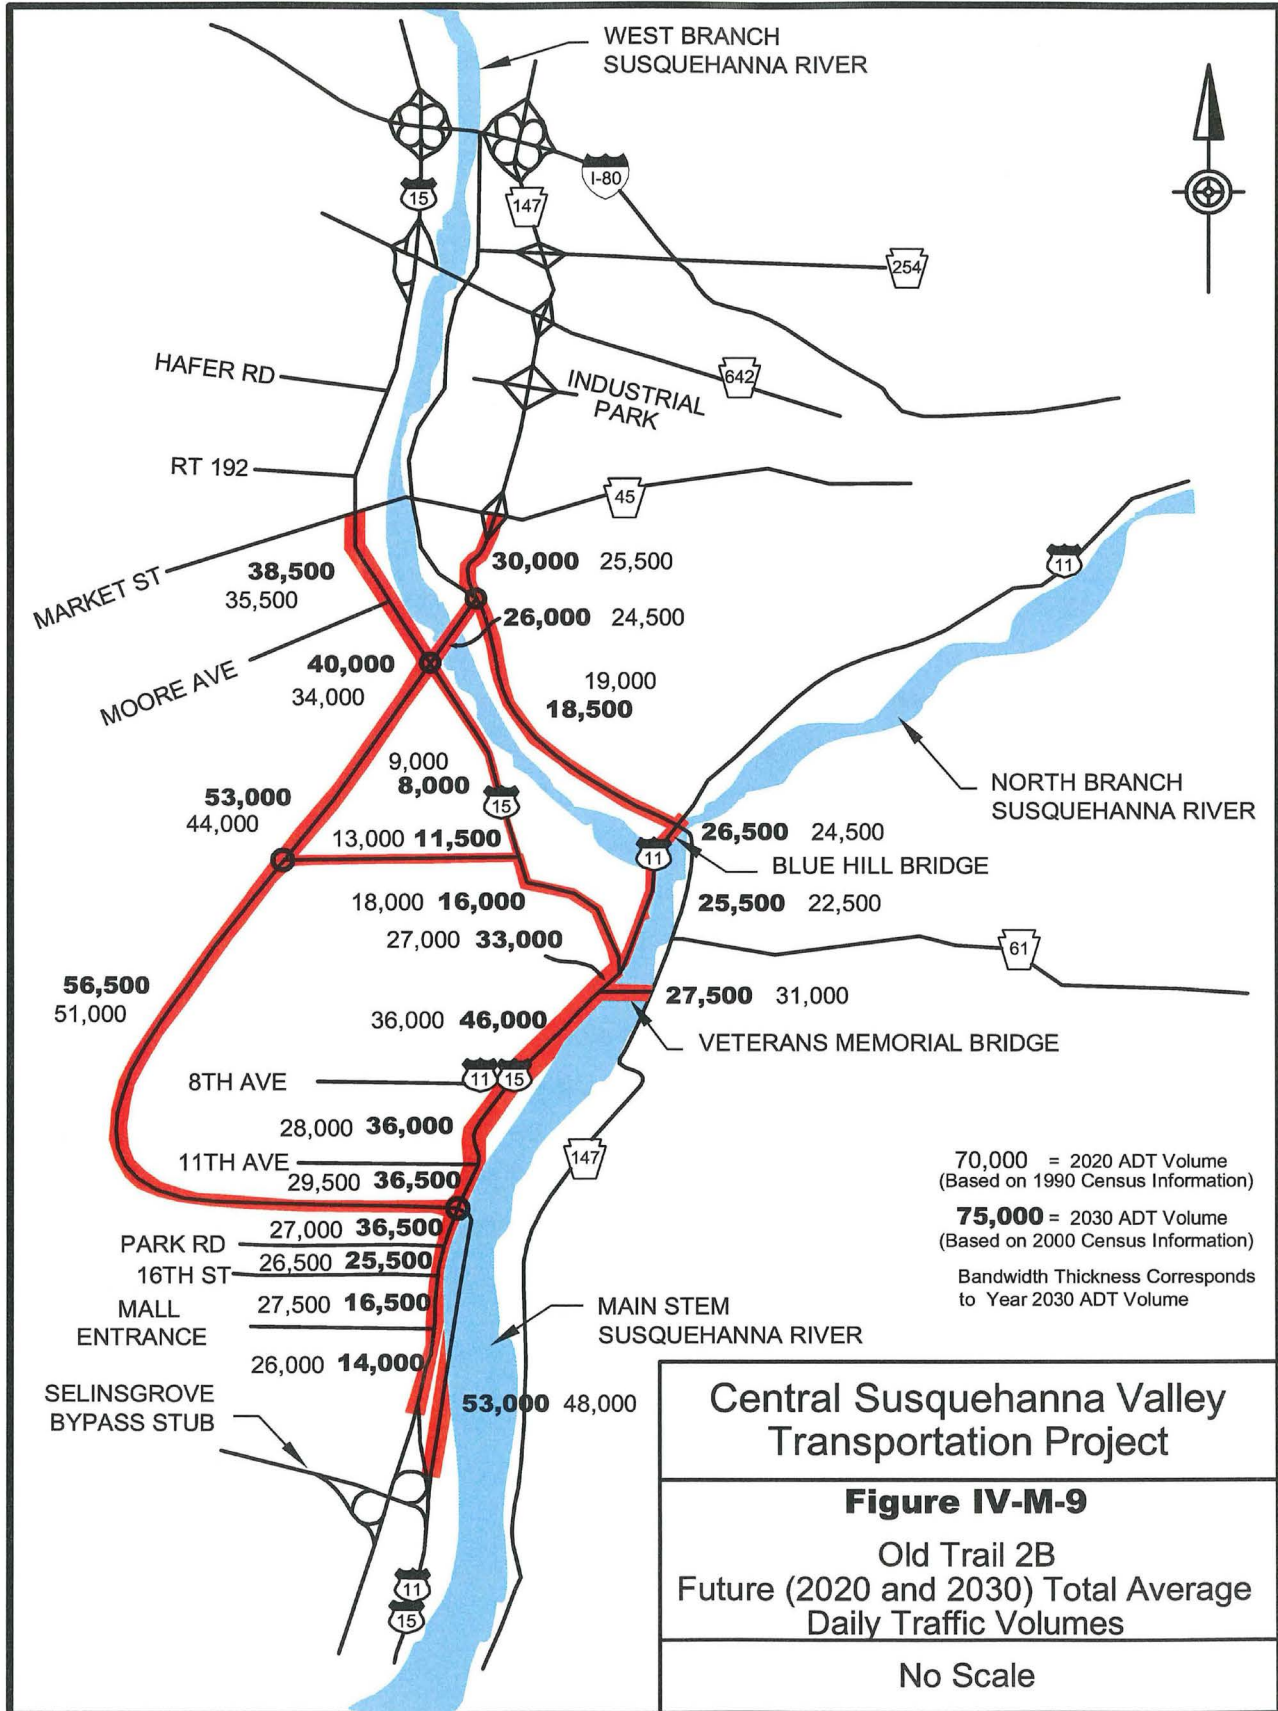 WEST BRANCH
SUSQUEHANNA RIVER
I-80
15
147
254
HAFER RD
INDUSTRIAL
PARK
642
RT 192
45
MARKET ST
38,500
35,500
30,000 25,500
11
26,000 24,500
MOORE AVE
40,000
34,000
19,000
18,500
9,000
8,000
15
NORTH BRANCH
SUSQUEHANNA RIVER
53,000
44,000
13,000 11,500
26,500 24,500
11
BLUE HILL BRIDGE
18,000 16,000
25,500 22,500
27,000 33,000
61
56,500
51,000
27,500 31,000
36,000 46,000
VETERANS MEMORIAL BRIDGE
8TH AVE
11 15
28,000 36,000
147
11TH AVE
29,500 36,500
70,000 = 2020 ADT Volume
(Based on 1990 Census Information)
27,000 36,500
75,000 = 2030 ADT Volume
(Based on 2000 Census Information)
PARK RD
26,500 25,500
16TH ST
Bandwidth Thickness Corresponds
to Year 2030 ADT Volume
27,500 16,500
MALL
ENTRANCE
MAIN STEM
SUSQUEHANNA RIVER
26,000 14,000
SELINSGROVE
BYPASS STUB
53,000 48,000
11
15
Central Susquehanna Valley
Transportation Project
Figure IV-M-9
Old Trail 2B
Future (2020 and 2030) Total Average
Daily Traffic Volumes
No Scale